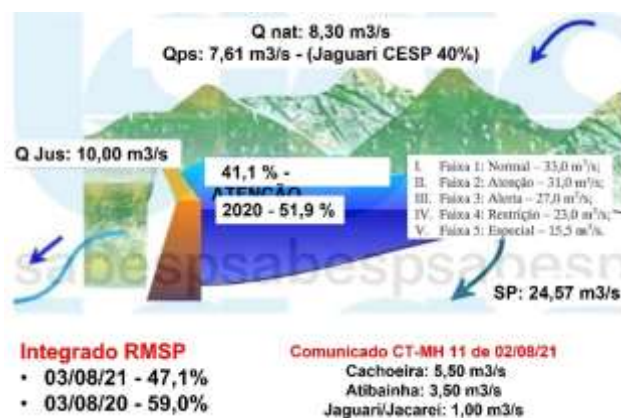 Q nat: 8,30 m3/s
Qps: 7,61 m3/s - (Jaguari CESP 40%)
Q Jus: 10,00 m3/s
41,1 % -
ATENÇÃO
2020 - 51,9 %
I. Faixa 1: Normal – 33,0 m³/s;
II. Faixa 2: Atenção – 31,0 m³/s;
III. Faixa 3: Alerta – 27,0 m³/s;
IV. Faixa 4: Restrição – 23,0 m³/s;
V. Faixa 5: Especial – 15,5 m³/s.
sabespsabespsabesp
SP: 24,57 m3/s
Integrado RMSP
• 03/08/21 - 47,1%
• 03/08/20 - 59,0%
Comunicado CT-MH 11 de 02/08/21
Cachoeira: 5,50 m3/s
Atibainha: 3,50 m3/s
Jaguari/Jacareí: 1,00 m3/s